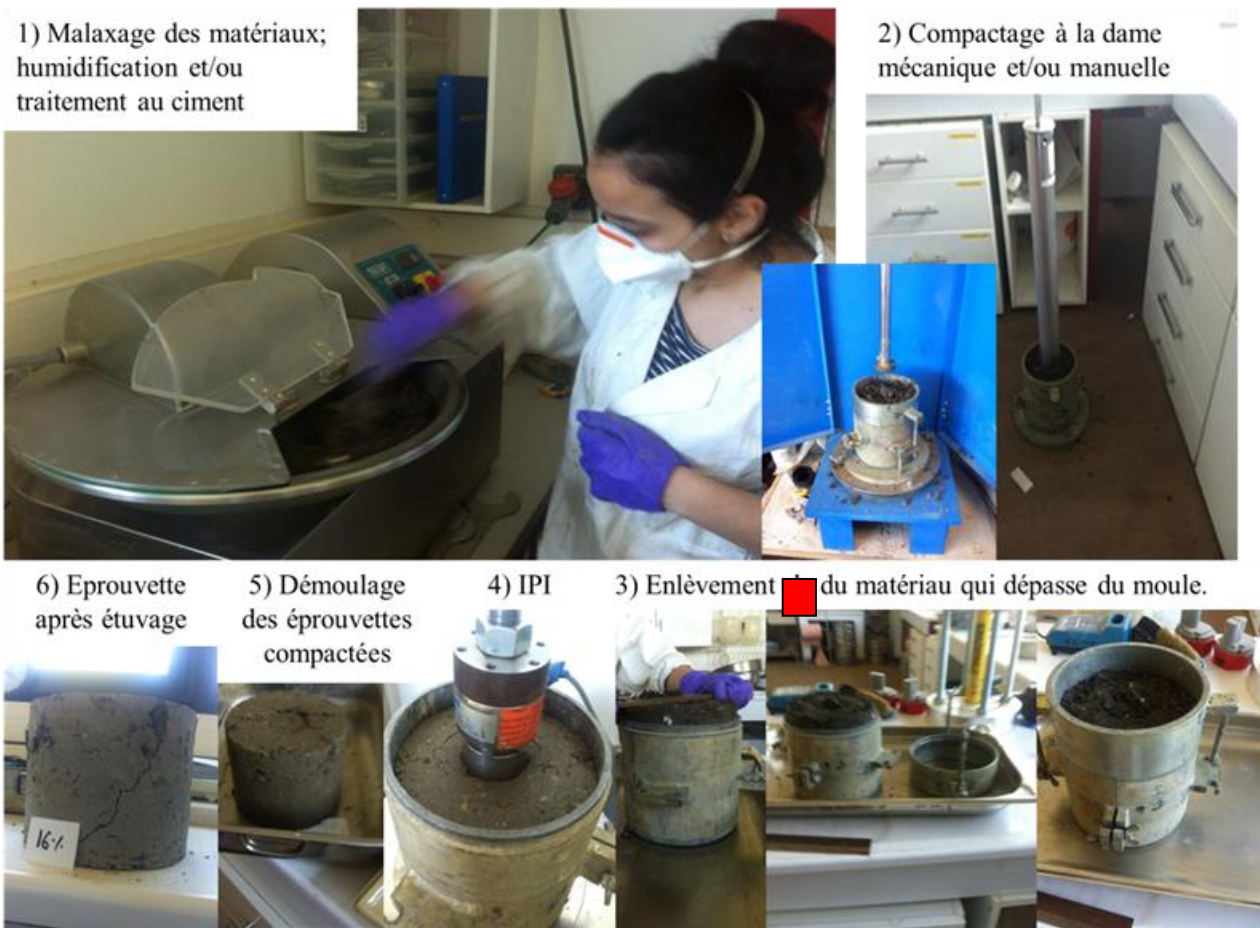 1) Malaxage des matériaux;
humidification et/ou
traitement au ciment
2) Compactage à la dame
mécanique et/ou manuelle
3) Enlèvement du matériau qui dépasse du moule.
4) IPI
5) Démoulage
des éprouvettes
compactées
6) Eprouvette
après étuvage
16%